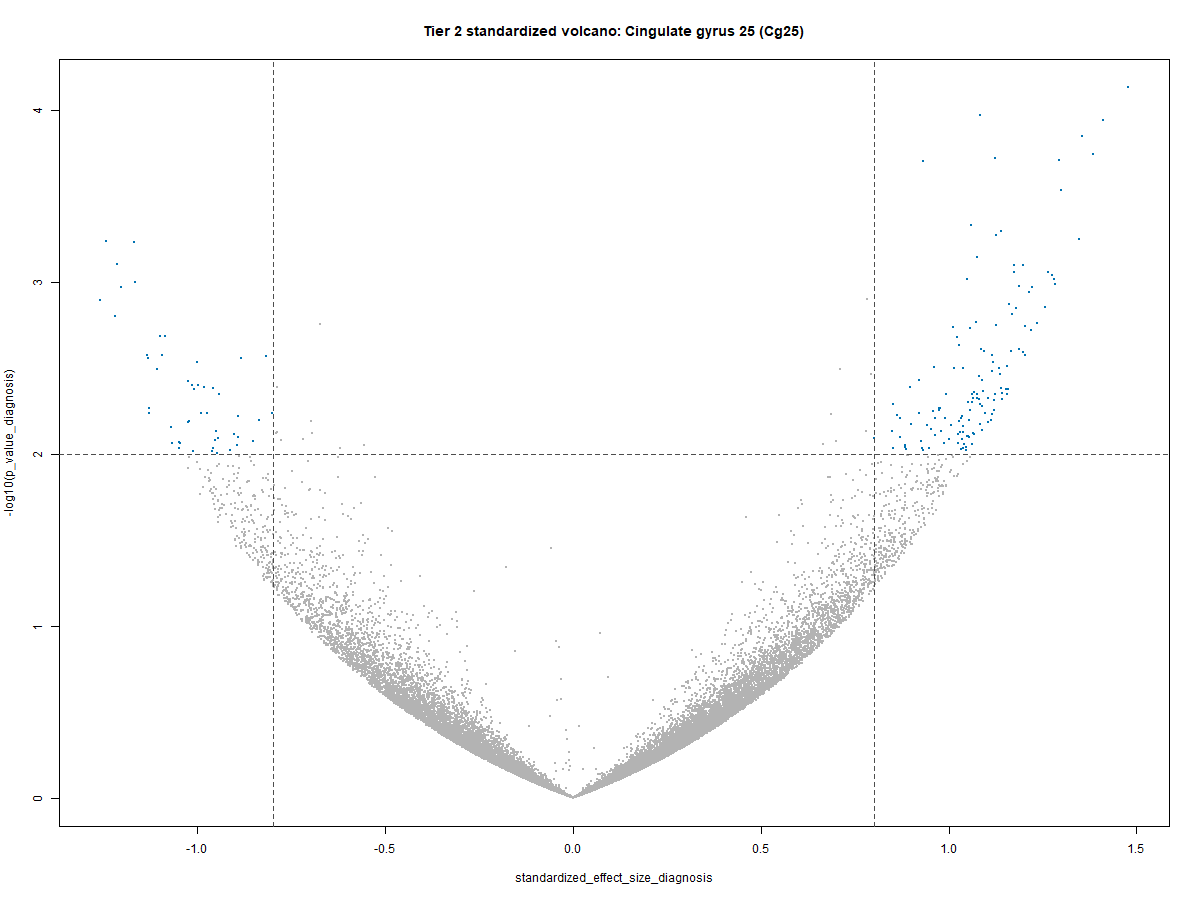 Tier 2 standardized volcano: Cingulate gyrus 25 (Cg25)
-log10(p_value_diagnosis)
4
3
2
1
0
-1.0 -0.5 0.0 0.5 1.0 1.5
standardized_effect_size_diagnosis